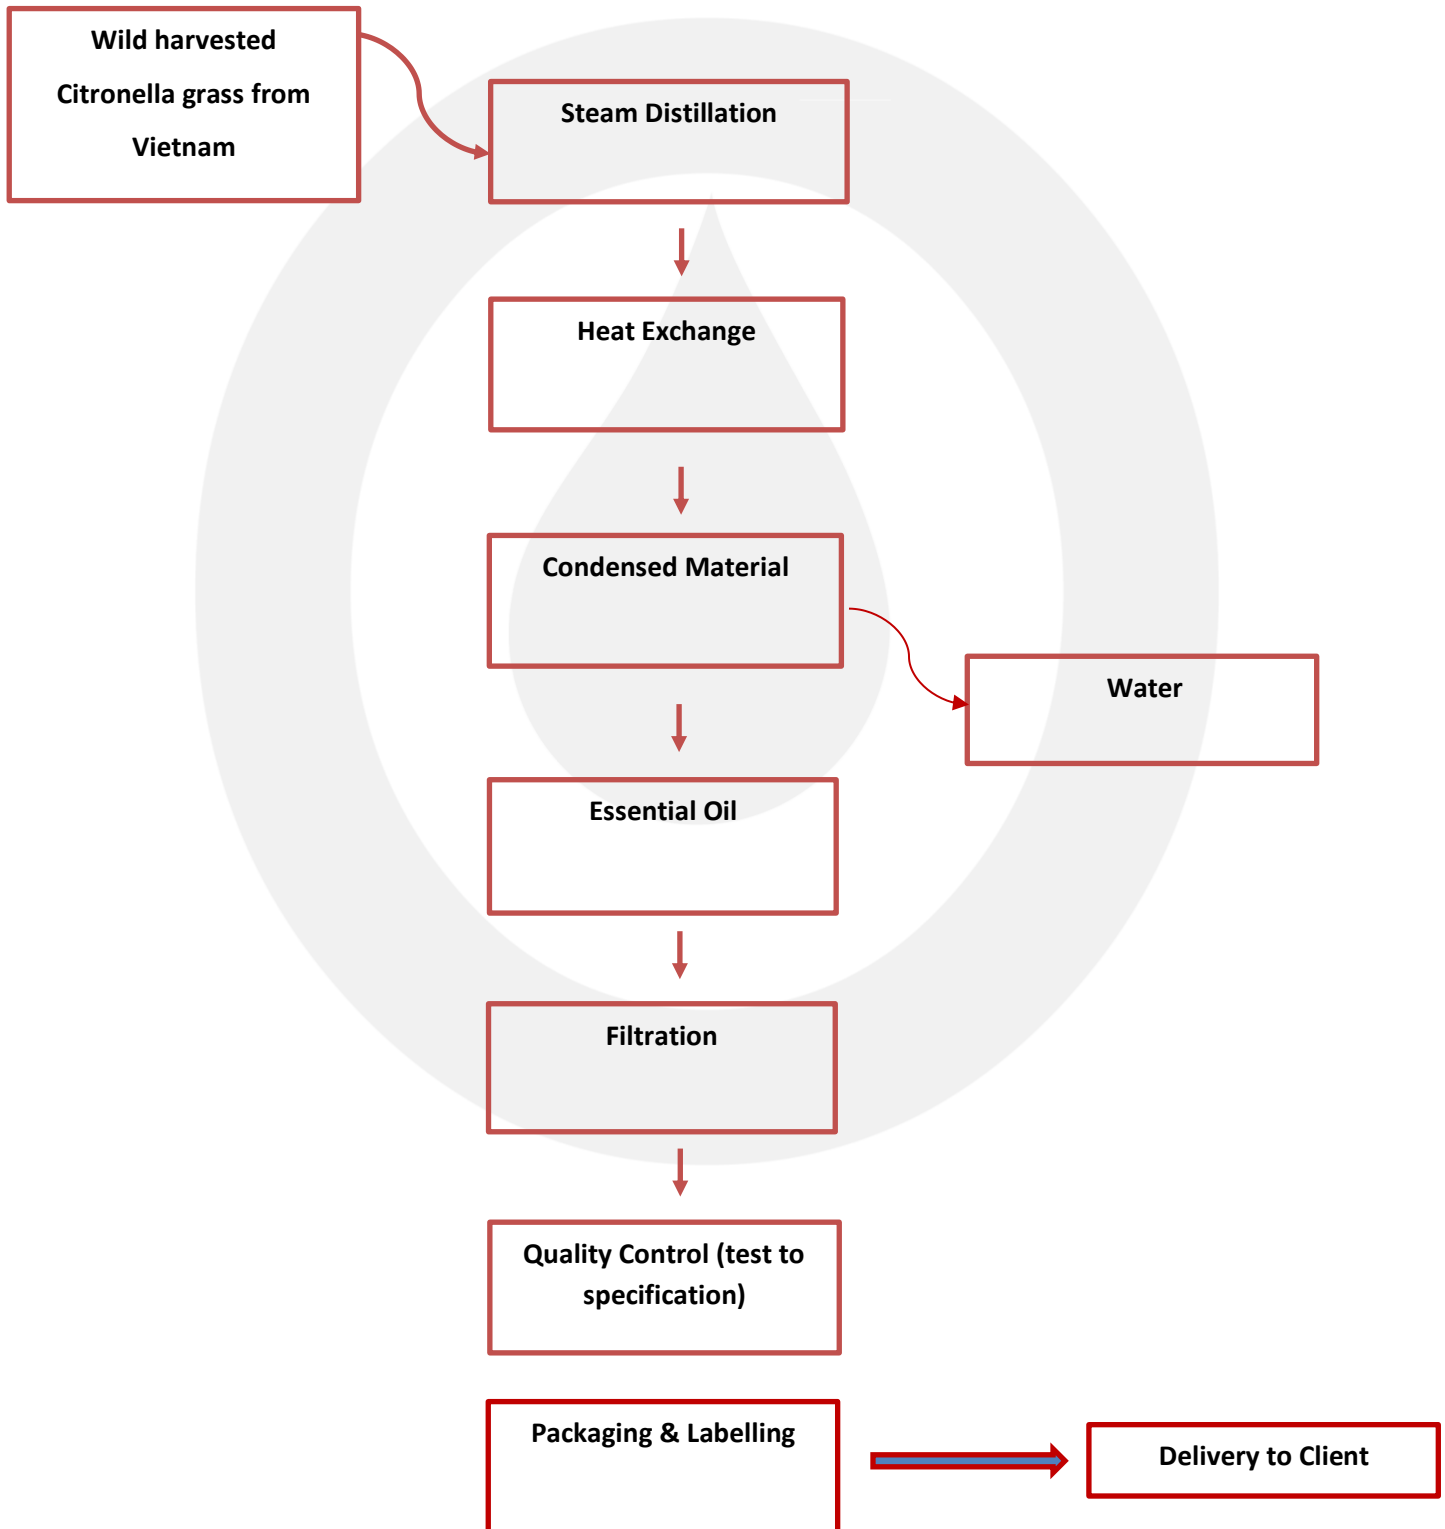 Wild harvested
Citronella grass from
Vietnam
Steam Distillation
Heat Exchange
Condensed Material
Water
Essential Oil
Filtration
Quality Control (test to
specification)
Packaging & Labelling
Delivery to Client